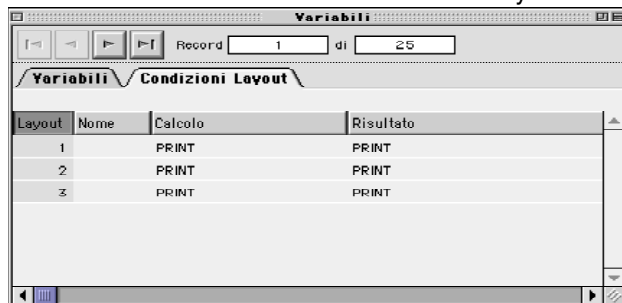 Variabili
Record 1 di 25
Variabili Condizioni Layout
Layout Nome Calcolo Risultato
1 PRINT PRINT
2 PRINT PRINT
3 PRINT PRINT